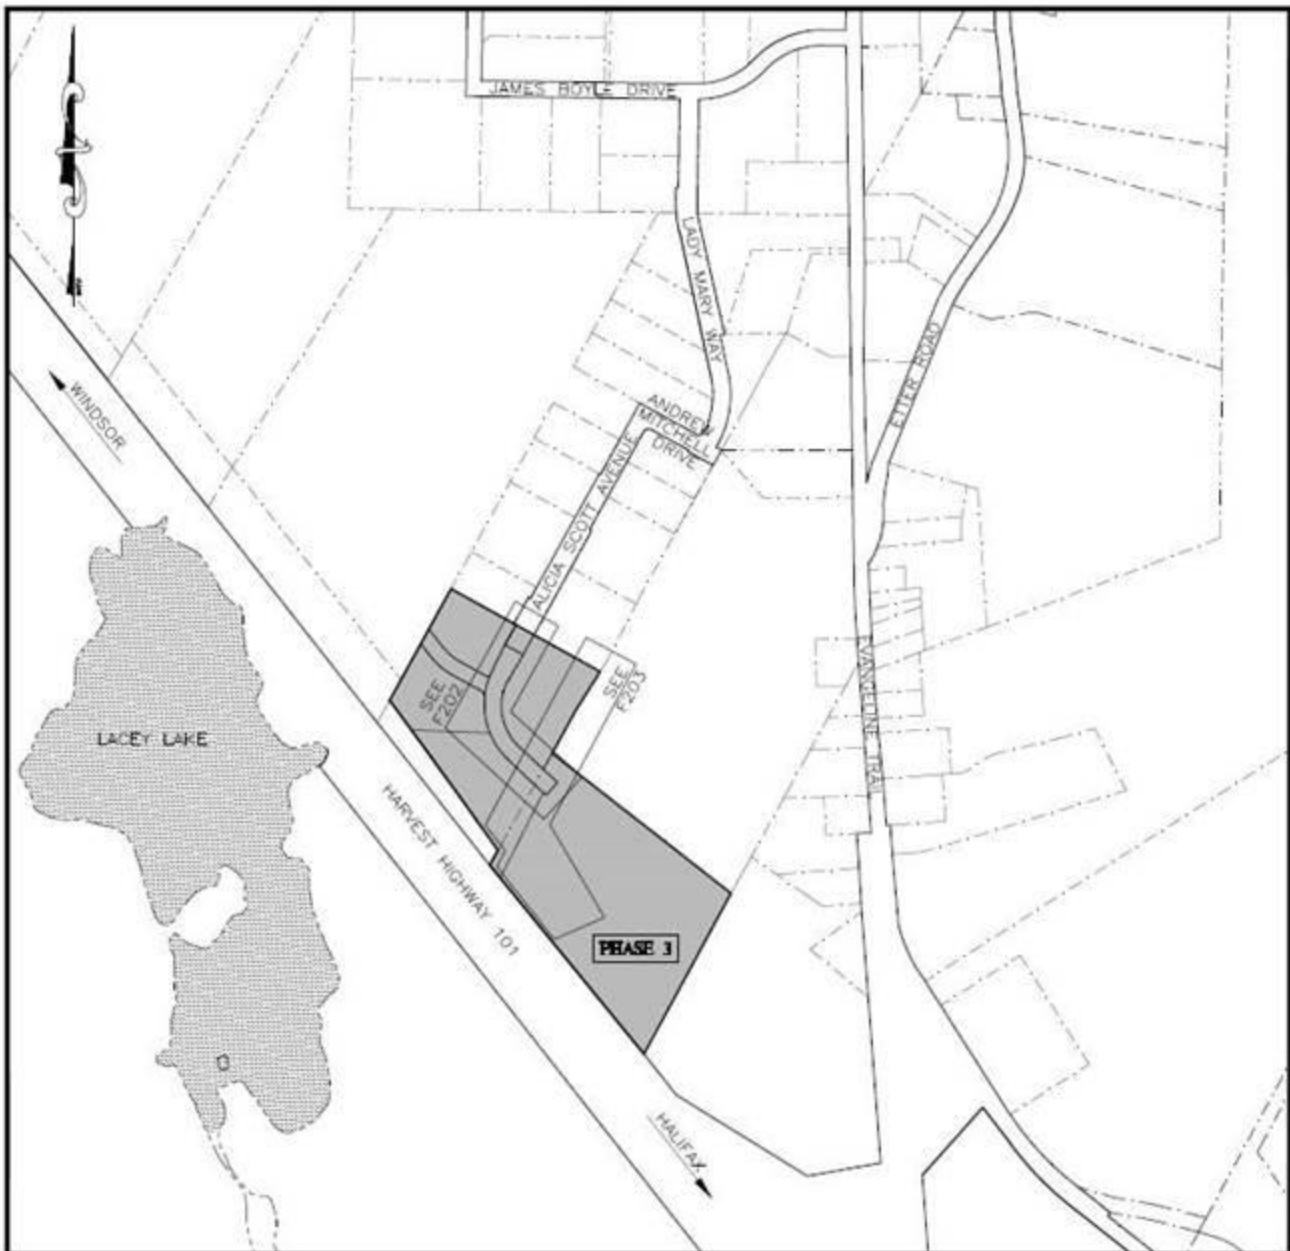 JAMES BOYLE DRIVE
LADY MARY WAY
ETTER ROAD
WINDSOR
ANDREW
MITCHELL
DRIVE
ALICIA SCOTT AVENUE
SEE
F202
SEE
F203
EVANGELINE TRAIL
LACEY LAKE
HARVEST HIGHWAY 101
PHASE 3
HALIFAX